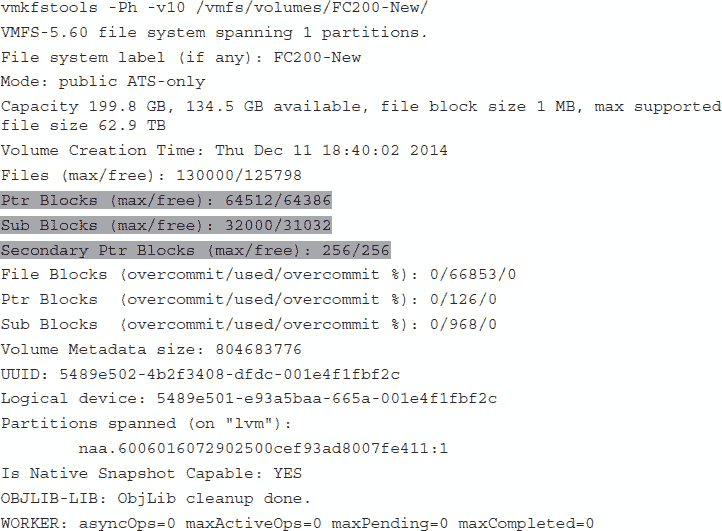 vmkfstools -Ph -v10 /vmfs/volumes/FC200-New/
VMFS-5.60 file system spanning 1 partitions.
File system label (if any): FC200-New
Mode: public ATS-only
Capacity 199.8 GB, 134.5 GB available, file block size 1 MB, max supported
file size 62.9 TB
Volume Creation Time: Thu Dec 11 18:40:02 2014
Files (max/free): 130000/125798
Ptr Blocks (max/free): 64512/64386
Sub Blocks (max/free): 32000/31032
Secondary Ptr Blocks (max/free): 256/256
File Blocks (overcommit/used/overcommit %): 0/66853/0
Ptr Blocks  (overcommit/used/overcommit %): 0/126/0
Sub Blocks  (overcommit/used/overcommit %): 0/968/0
Volume Metadata size: 804683776
UUID: 5489e502-4b2f3408-dfdc-001e4f1fbf2c
Logical device: 5489e501-e93a5baa-665a-001e4f1fbf2c
Partitions spanned (on "lvm"):
        naa.6006016072902500cef93ad8007fe411:1
Is Native Snapshot Capable: YES
OBJLIB-LIB: ObjLib cleanup done.
WORKER: asyncOps=0 maxActiveOps=0 maxPending=0 maxCompleted=0